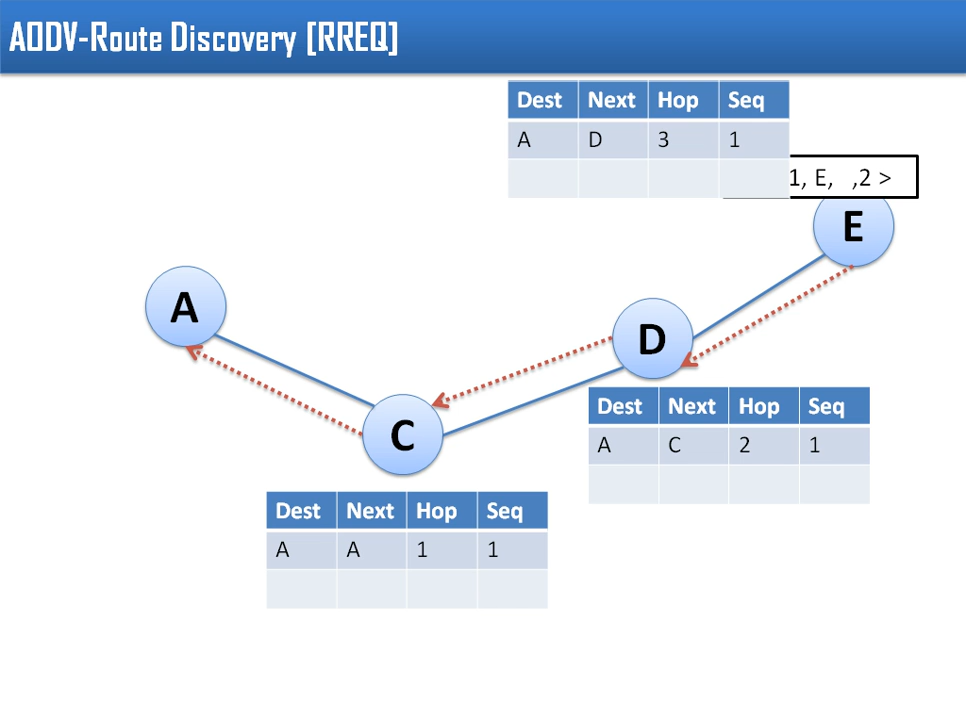 AODV-Route Discovery [RREQ]
Dest Next Hop Seq
A D 3 1
1, E, ,2 >
E
A
D
Dest Next Hop Seq
A C 2 1
C
Dest Next Hop Seq
A A 1 1